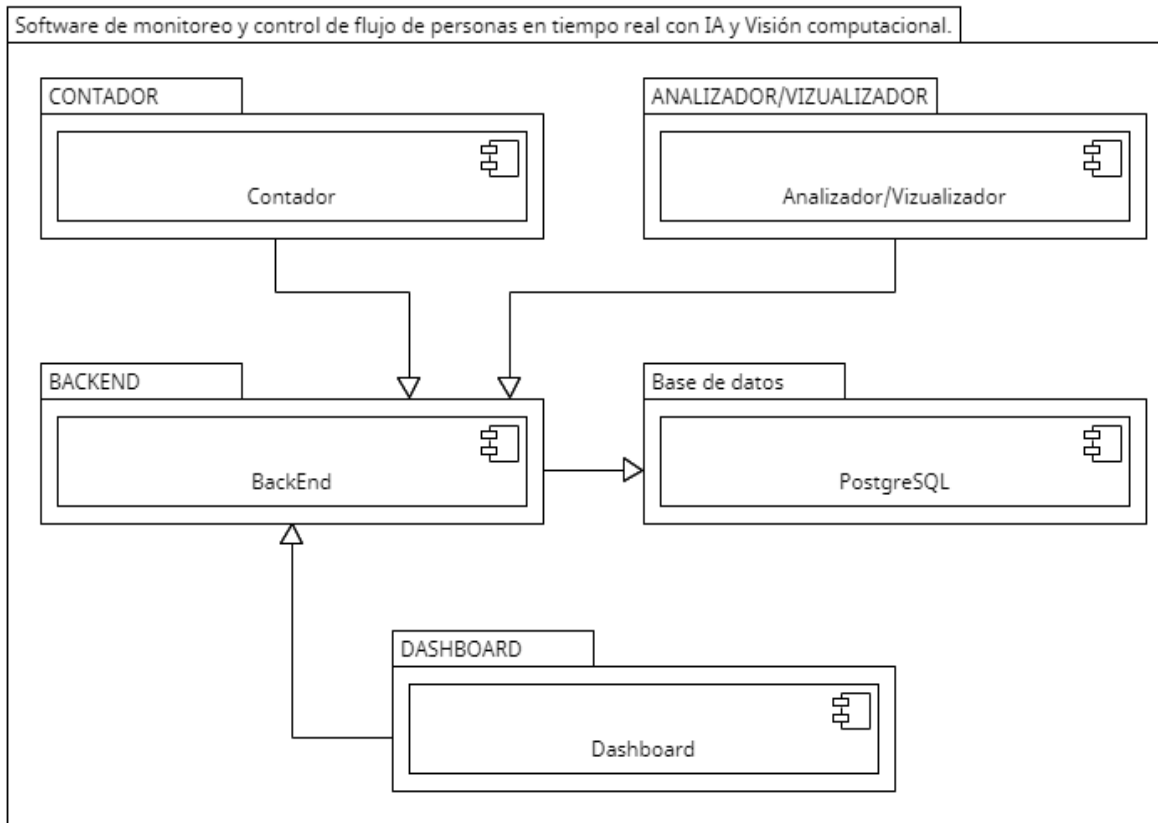 Software de monitoreo y control de flujo de personas en tiempo real con IA y Visión computacional.
CONTADOR
Contador
ANALIZADOR/VIZUALIZADOR
Analizador/Vizualizador
BACKEND
BackEnd
Base de datos
PostgreSQL
DASHBOARD
Dashboard